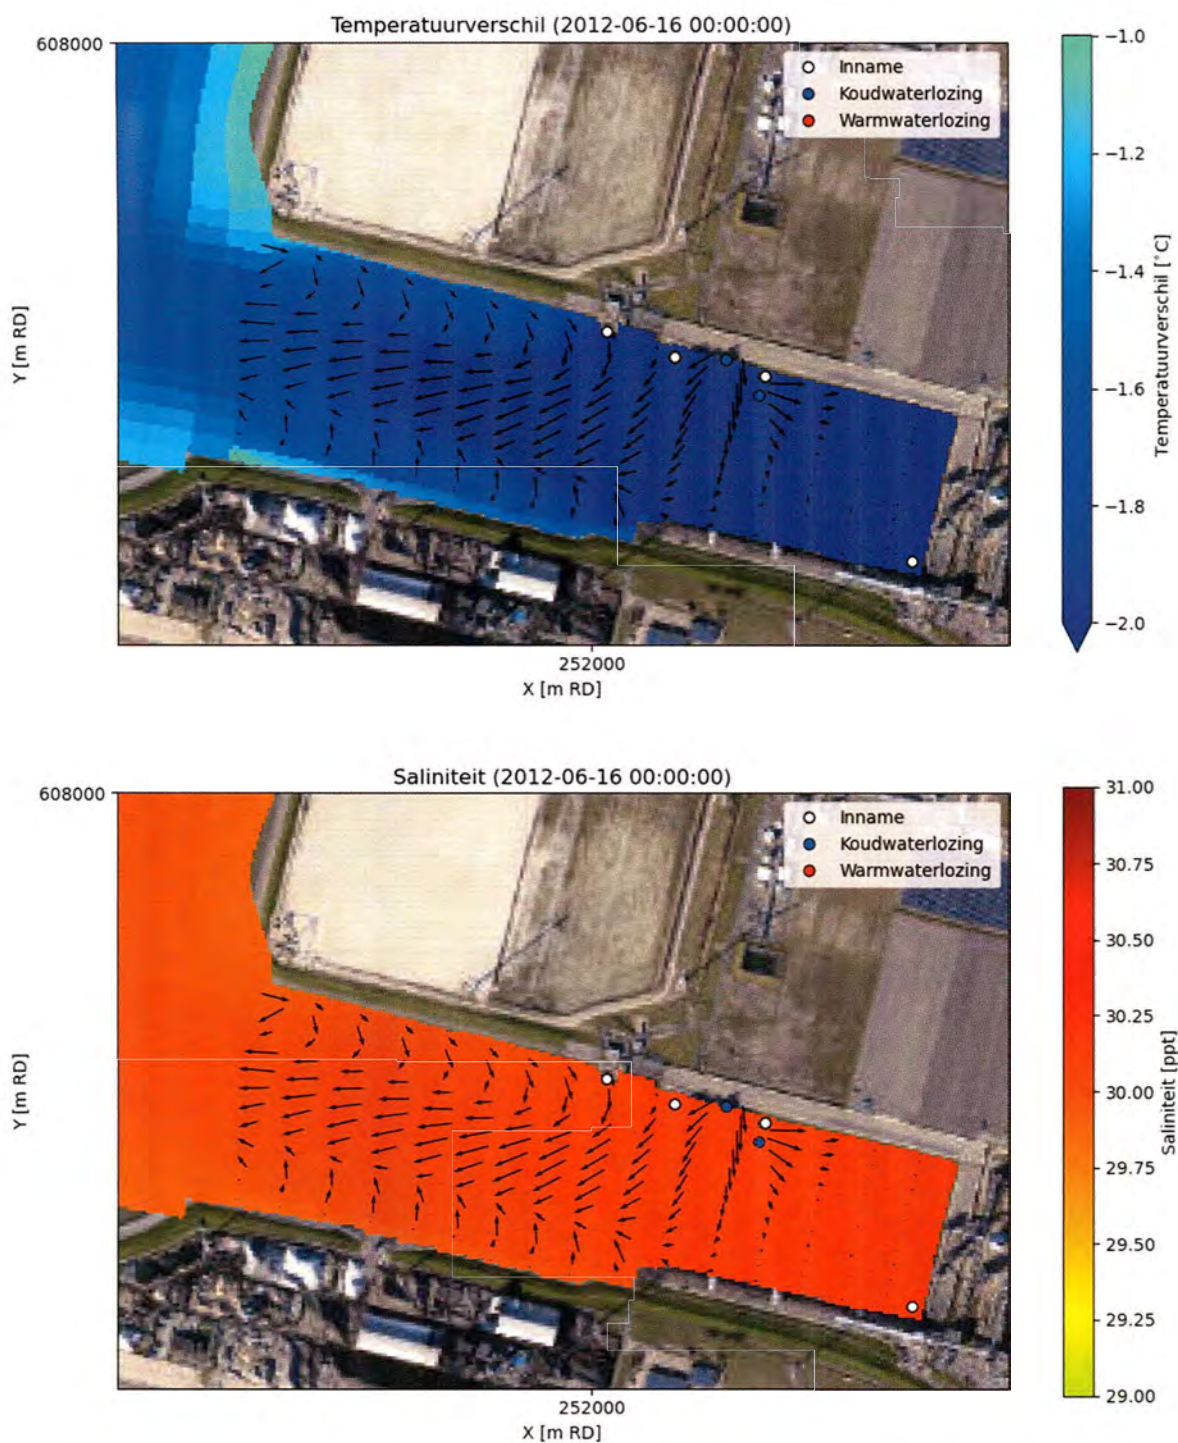 Temperatuurverschil (2012-06-16 00:00:00)
608000
Inname
Koudwaterlozing
Warmwaterlozing
Y [m RD]
252000
X [m RD]
−1.0
−1.2
−1.4
−1.6
−1.8
−2.0
Temperatuurverschil [°C]
Saliniteit (2012-06-16 00:00:00)
608000
Inname
Koudwaterlozing
Warmwaterlozing
Y [m RD]
252000
X [m RD]
31.00
30.75
30.50
30.25
30.00
29.75
29.50
29.25
29.00
Saliniteit [ppt]